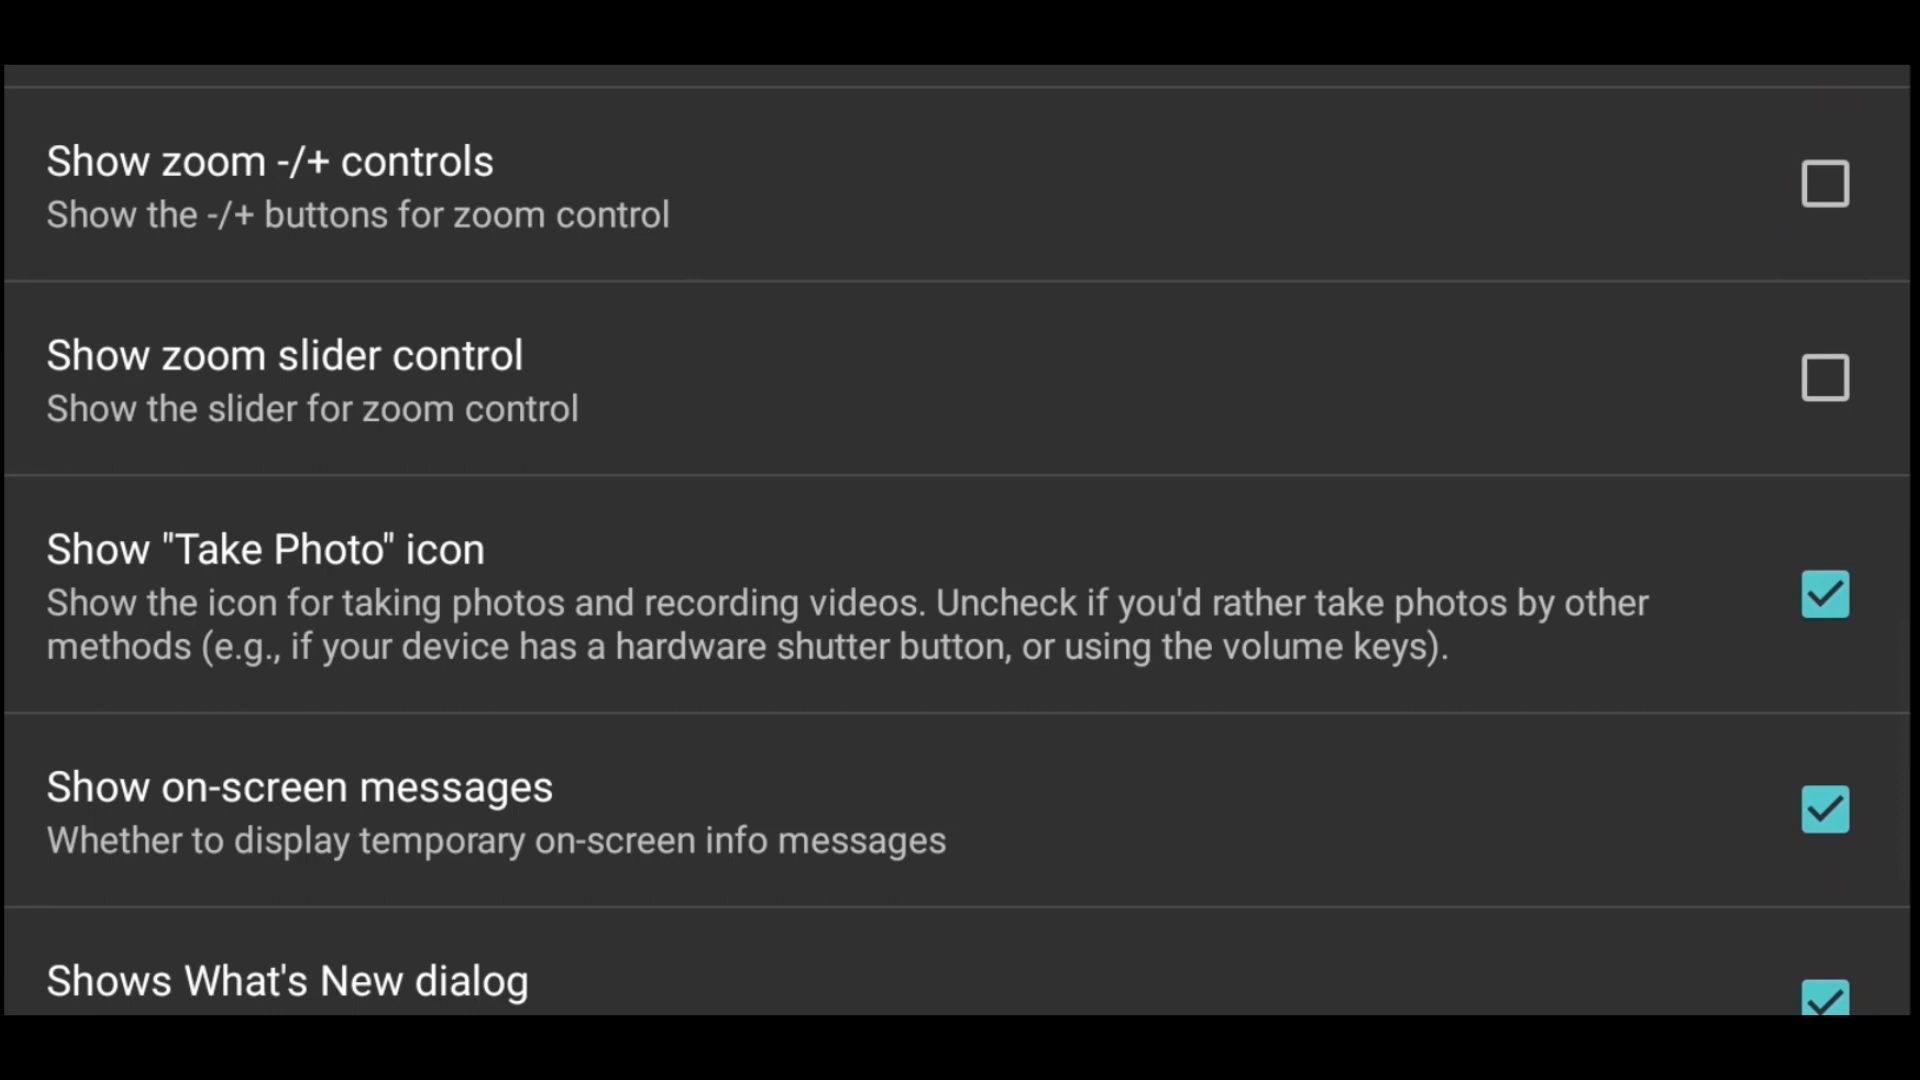 Show zoom -/+ controls
Show the -/+ buttons for zoom control
Show zoom slider control
Show the slider for zoom control
Show "Take Photo" icon
Show the icon for taking photos and recording videos. Uncheck if you'd rather take photos by other
methods (e.g., if your device has a hardware shutter button, or using the volume keys).
Show on-screen messages
Whether to display temporary on-screen info messages
Shows What's New dialog